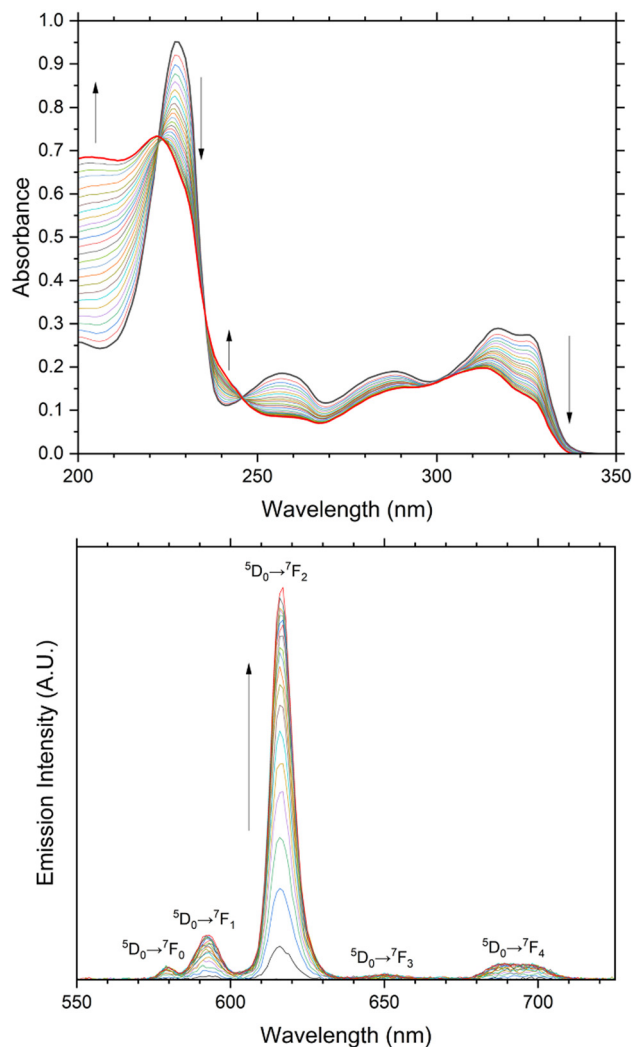 1.0
0.9
0.8
0.7
0.6
0.5
0.4
0.3
0.2
0.1
0.0
Absorbance
200 250 300 350
Wavelength (nm)
⁵D₀→⁷F₂
⁵D₀→⁷F₁
⁵D₀→⁷F₀
⁵D₀→⁷F₃
⁵D₀→⁷F₄
Emission Intensity (A.U.)
550 600 650 700
Wavelength (nm)